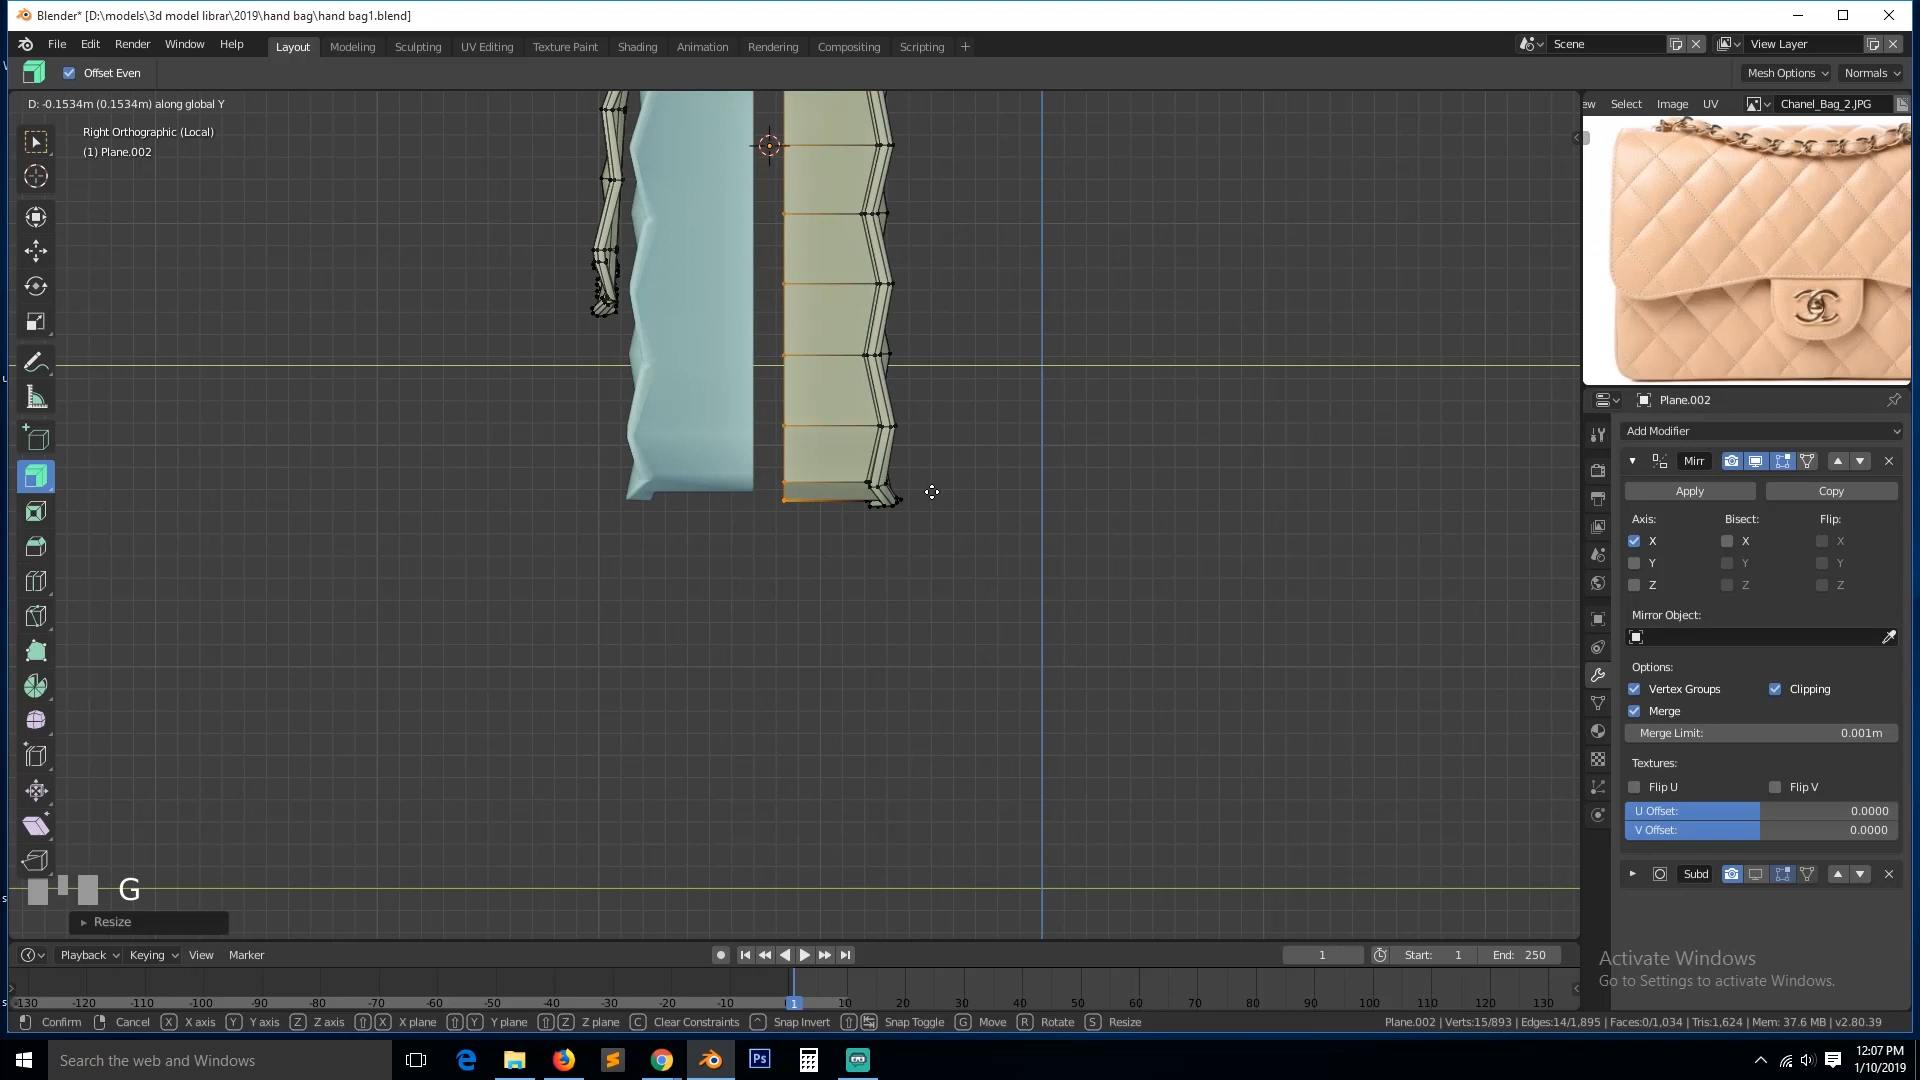 Blender* [D:\models\3d model librar\2019\hand bag\hand bag1.blend]
File Edit Render Window Help Layout Modeling Sculpting UV Editing Texture Paint Shading Animation Rendering Compositing Scripting + Scene View Layer
Offset Even Mesh Options Normals
D: -0.1534m (0.1534m) along global Y
ew Select Image UV Chanel_Bag_2.JPG
Right Orthographic (Local)
(1) Plane.002
Plane.002
Add Modifier
Mirr
Apply Copy
Axis: Bisect: Flip:
X X X
Y Y Y
Z Z Z
Mirror Object:
Options:
Vertex Groups Clipping
Merge
Merge Limit: 0.001m
Textures:
Flip U Flip V
U Offset: 0.0000
V Offset: 0.0000
Subd
G
Resize
Playback Keying View Marker 1 Start: 1 End: 250
Activate Windows
Go to Settings to activate Windows.
-130 -120 -110 -100 -90 -80 -70 -60 -50 -40 -30 -20 -10 1 10 20 30 40 50 60 70 80 90 100 110 120 130
Confirm Cancel X X axis Y Y axis Z Z axis X X plane Y Y plane Z Z plane C Clear Constraints Snap Invert Snap Toggle G Move R Rotate S Resize Plane.002 | Verts:15/893 | Edges:14/1,895 | Faces:0/1,034 | Tris:1,624 | Mem: 37.6 MB | v2.80.39
Search the web and Windows
Ps
12:07 PM
1/10/2019